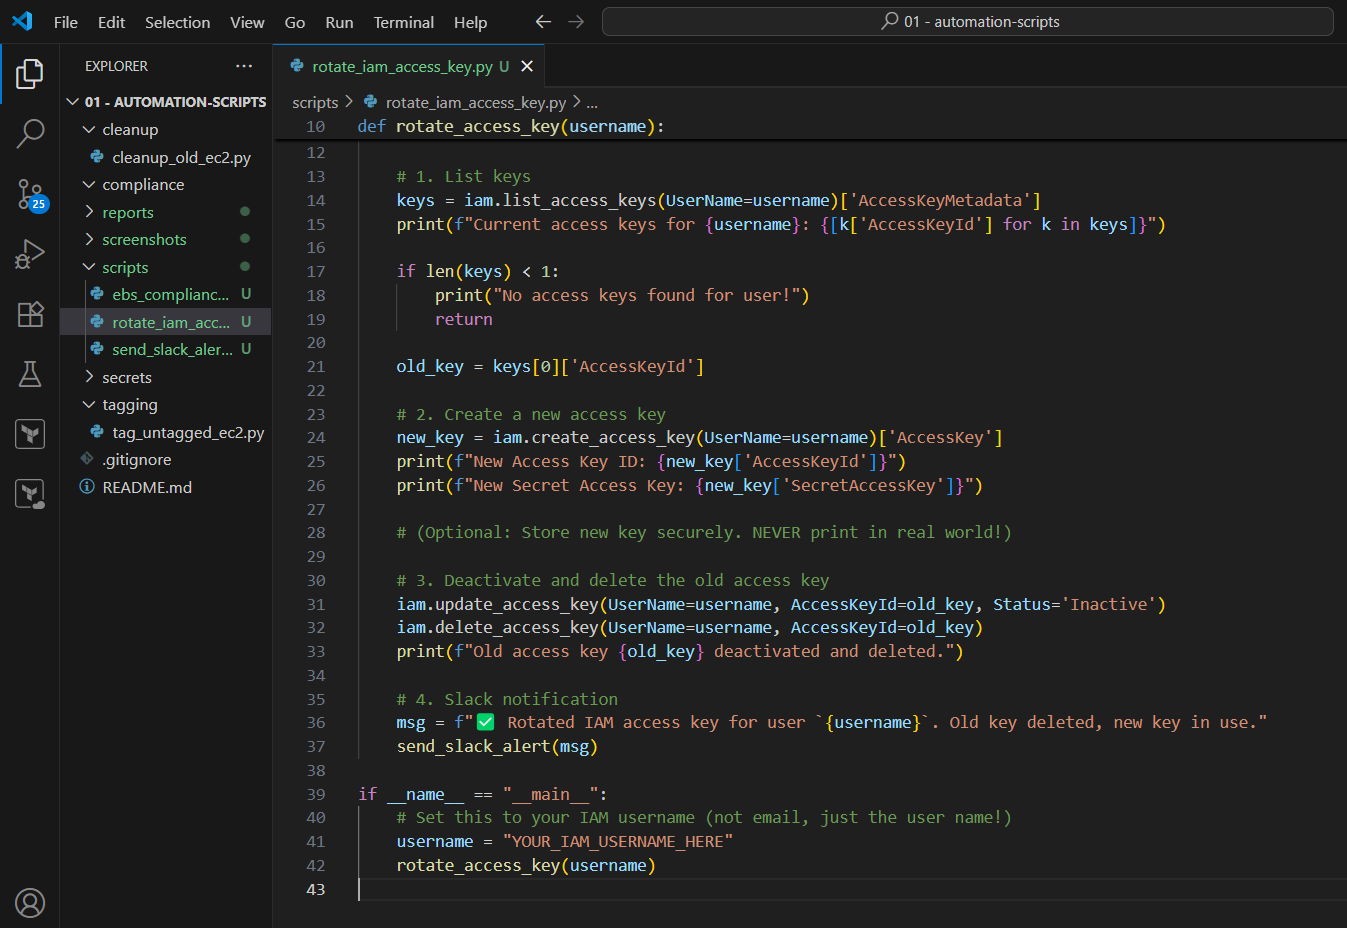 File Edit Selection View Go Run Terminal Help
01 - automation-scripts
EXPLORER
01 - AUTOMATION-SCRIPTS
cleanup
cleanup_old_ec2.py
compliance
reports
screenshots
scripts
ebs_complianc... U
rotate_iam_acc... U
send_slack_aler... U
secrets
tagging
tag_untagged_ec2.py
.gitignore
README.md
25
rotate_iam_access_key.py U
scripts > rotate_iam_access_key.py > ...
10 def rotate_access_key(username):
12
13 # 1. List keys
14 keys = iam.list_access_keys(UserName=username)['AccessKeyMetadata']
15 print(f"Current access keys for {username}: {[k['AccessKeyId'] for k in keys]}")
16
17 if len(keys) < 1:
18 print("No access keys found for user!")
19 return
20
21 old_key = keys[0]['AccessKeyId']
22
23 # 2. Create a new access key
24 new_key = iam.create_access_key(UserName=username)['AccessKey']
25 print(f"New Access Key ID: {new_key['AccessKeyId']}")
26 print(f"New Secret Access Key: {new_key['SecretAccessKey']}")
27
28 # (Optional: Store new key securely. NEVER print in real world!)
29
30 # 3. Deactivate and delete the old access key
31 iam.update_access_key(UserName=username, AccessKeyId=old_key, Status='Inactive')
32 iam.delete_access_key(UserName=username, AccessKeyId=old_key)
33 print(f"Old access key {old_key} deactivated and deleted.")
34
35 # 4. Slack notification
36 msg = f"✅ Rotated IAM access key for user `{username}`. Old key deleted, new key in use."
37 send_slack_alert(msg)
38
39 if __name__ == "__main__":
40 # Set this to your IAM username (not email, just the user name!)
41 username = "YOUR_IAM_USERNAME_HERE"
42 rotate_access_key(username)
43